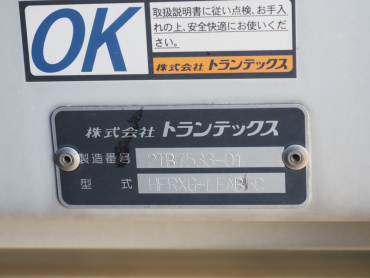 OK
取扱説明書に従い点検、お手入
れの上、安全快適にお使いくだ
さい。
株式会社 トランテックス
株式会社 トランテックス
製造番号 2TB7533-01
型式